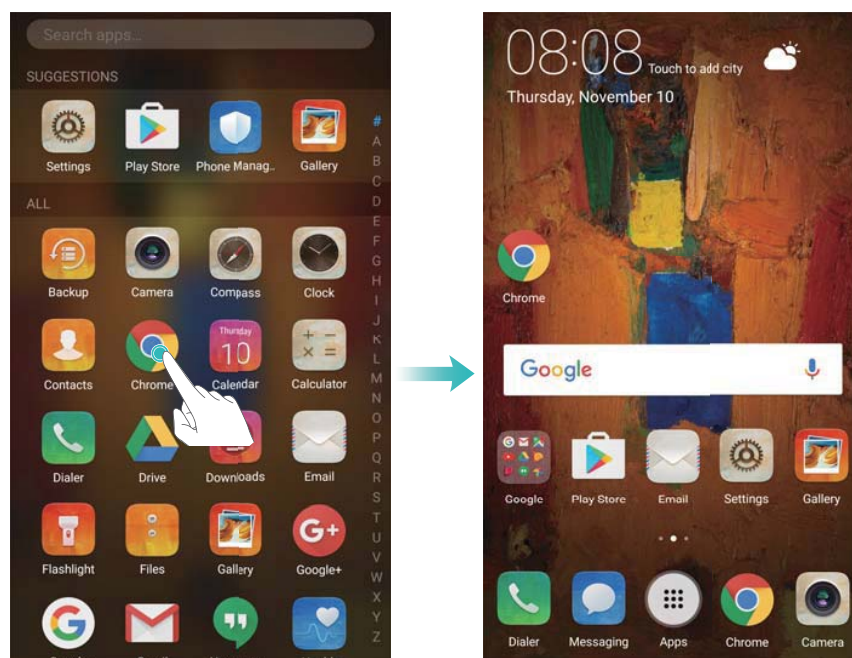 Search apps...
SUGGESTIONS
Settings Play Store Phone Manag.. Gallery
#
A
B
C
ALL
D
E
F
G
H
Backup Camera Compass Clock
I
J
K
L
Thursday
10
Contacts Chrome Calendar Calculator
M
N
O
P
Q
Dialer Drive Downloads Email
R
S
T
U
G+
V
Flashlight Files Gallery Google+
W
X
Y
Z
08:08 Touch to add city
Thursday, November 10
Chrome
Google
Google Play Store Email Settings Gallery
Dialer Messaging Apps Chrome Camera